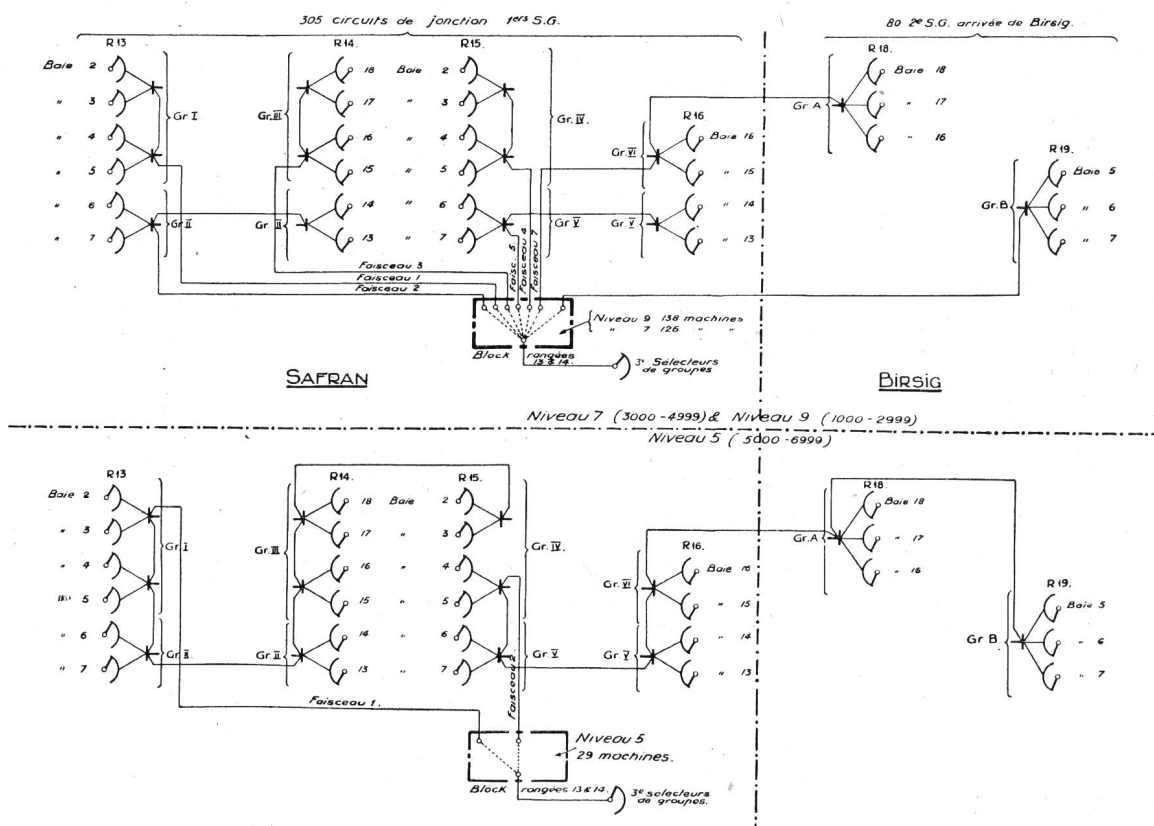 305 circuits de jonction 1ers S.G.
80 2e S.G. arrivée de Birsig.
R13 R14. R15. R18.
Baie 2 18 Baie 2 Baie 18
" 3 Gr I. Gr. III 17 " 3 Gr. IV. R16 Gr A " 17
" 4 16 " 4 Gr. VI Baie 16 " 16
" 5 15 " 5 " 15 R19.
" 6 Gr II Gr. II 14 " 6 Gr V Gr. V " 14 Gr. B Baie 5
" 7 13 " 7 " 13 " 6
" 7
Faisceau 3
Faisceau 1
Faisceau 2
Faisc. 5
Faisceau 4
Faisceau 7
Niveau 9 138 machines
" 7 126 " "
Block rangées
13 & 14.
3e Sélecteurs
de groupes
SAFRAN
BIRSIG
Niveau 7 (3000-4999) & Niveau 9 (1000-2999)
Niveau 5 (5000-6999)
R13 R14. R15. R18.
Baie 2 18 Baie 2 Baie 18
" 3 Gr. I Gr. III 17 " 3 Gr. IV. R16. Gr. A " 17
" 4 16 " 4 Gr. VI Baie 16 " 16
5 15 " 5 " 15 R19.
" 6 Gr. II Gr. II 14 " 6 Gr. V Gr. V " 14 Gr B Baie 5
" 7 13 " 7 " 13 " 6
" 7
Faisceau 1.
Faisceau 2.
Niveau 5
29 machines.
Block rangées 13 & 14.
3e selecteurs
de groupes.